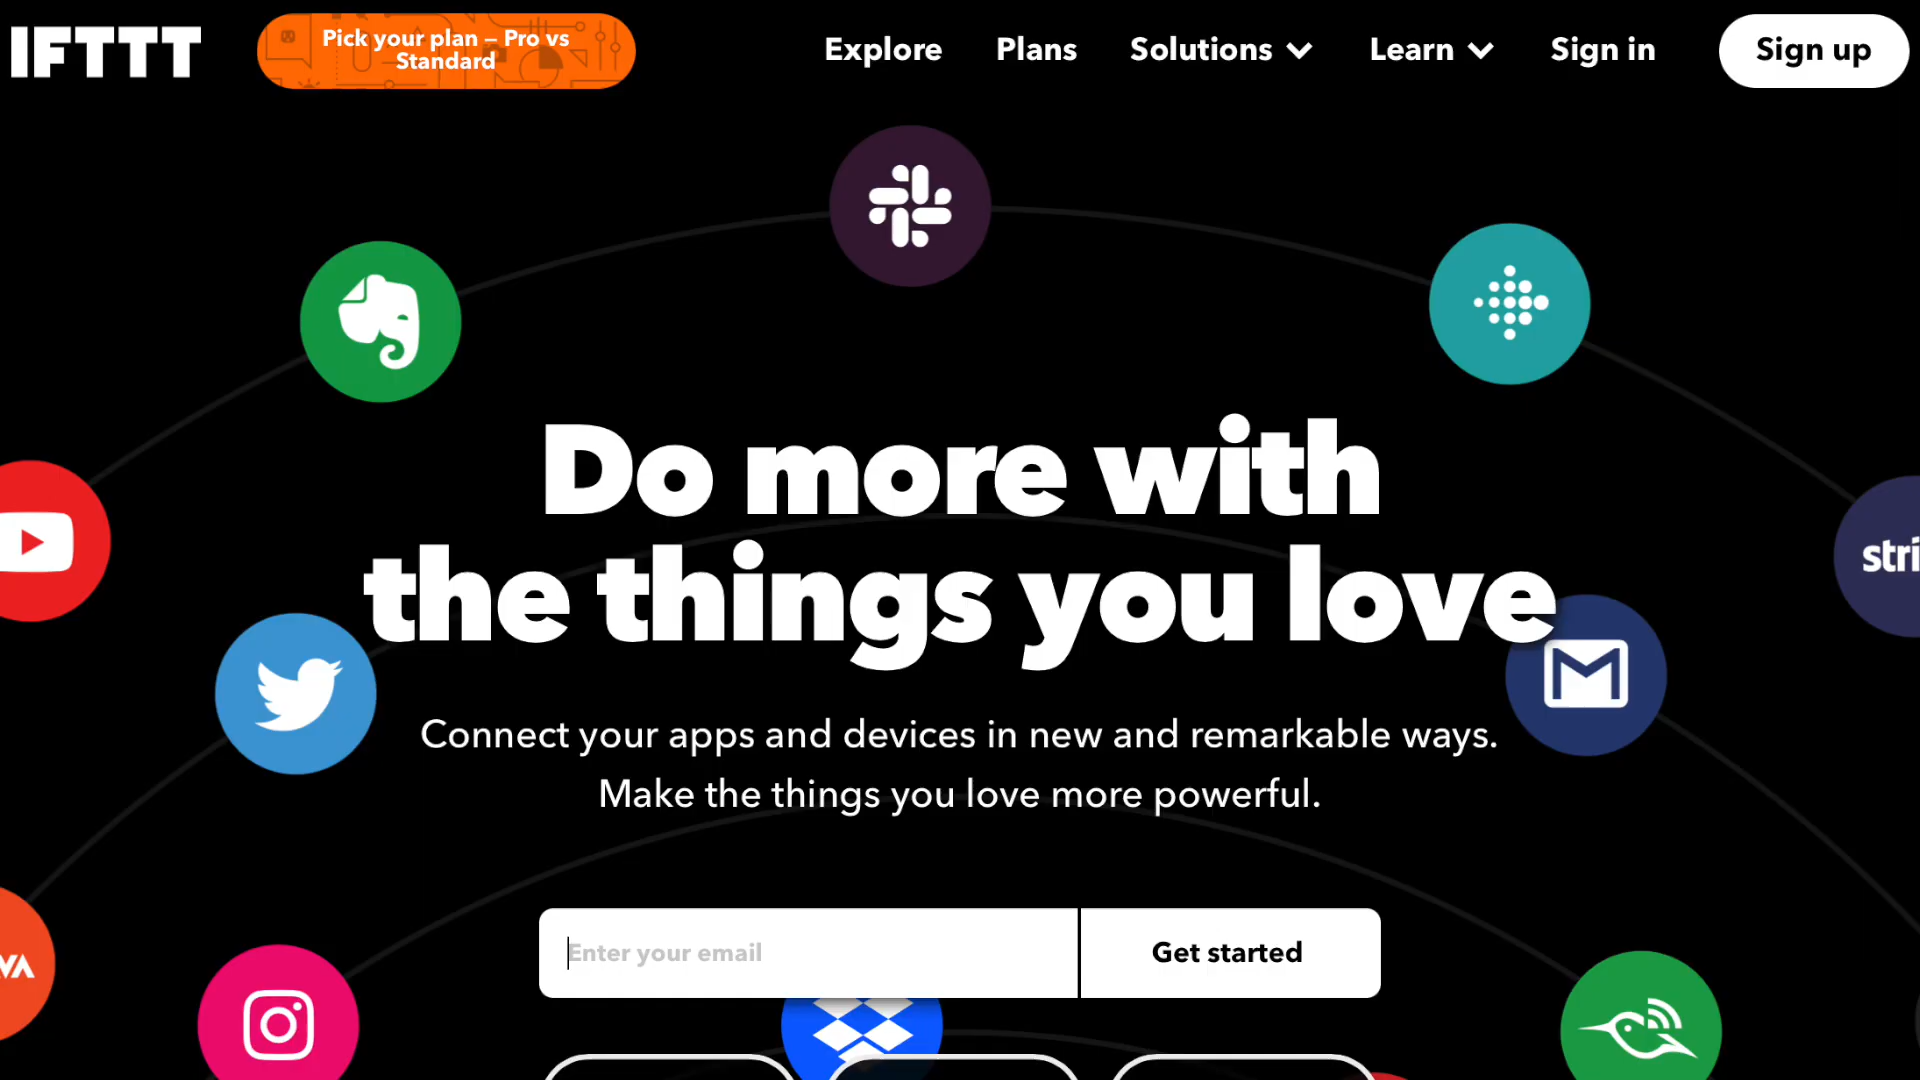 IFTTT
Pick your plan – Pro vs
Standard
Explore
Plans
Solutions
Learn
Sign in
Sign up
Do more with
the things you love
stri
Connect your apps and devices in new and remarkable ways.
Make the things you love more powerful.
VA
Enter your email
Get started